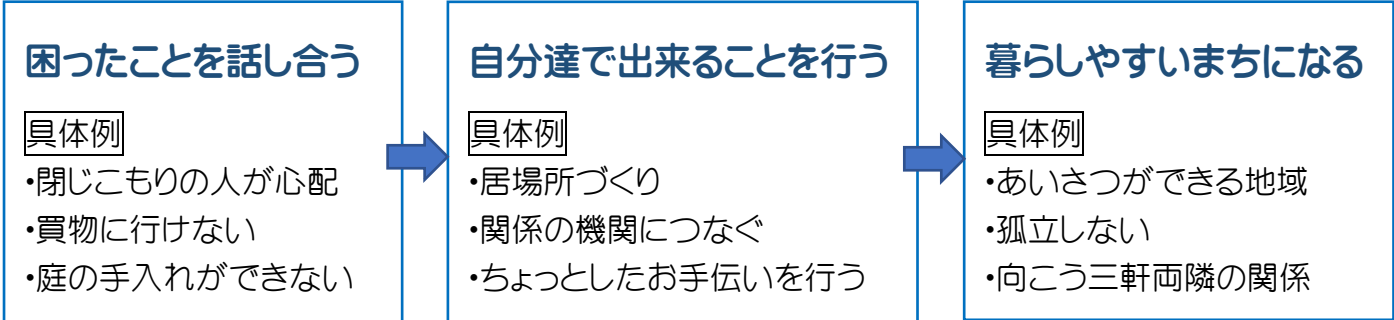 困ったことを話し合う
具体例
・閉じこもりの人が心配
・買物に行けない
・庭の手入れができない
自分達で出来ることを行う
具体例
・居場所づくり
・関係の機関につなぐ
・ちょっとしたお手伝いを行う
暮らしやすいまちになる
具体例
・あいさつができる地域
・孤立しない
・向こう三軒両隣の関係